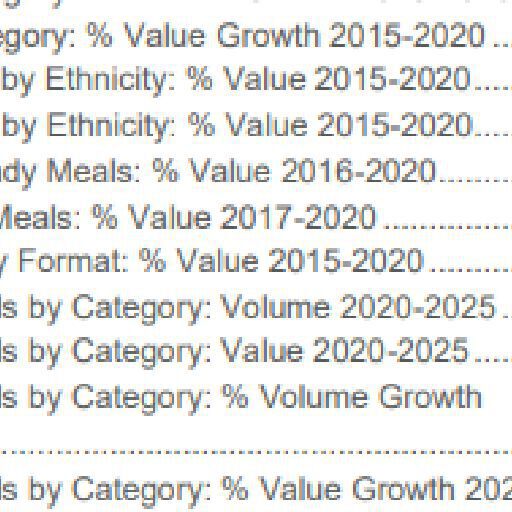 egory: % Value Growth 2015-2020 ...
by Ethnicity: % Value 2015-2020.....
by Ethnicity: % Value 2015-2020.....
dy Meals: % Value 2016-2020..........
Meals: % Value 2017-2020 ................
y Format: % Value 2015-2020 ..........
ls by Category: Volume 2020-2025 ..
ls by Category: Value 2020-2025.....
ls by Category: % Volume Growth
................................................................
ls by Category: % Value Growth 202